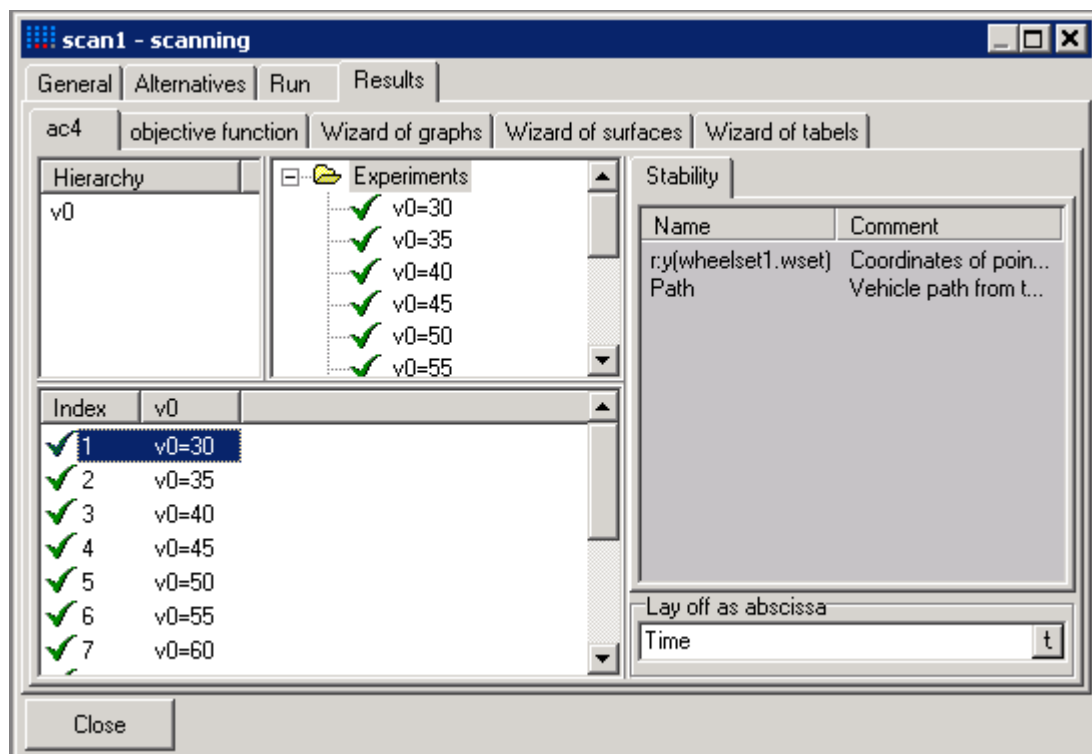 scan1 - scanning
General Alternatives Run Results
ac4 objective function Wizard of graphs Wizard of surfaces Wizard of tabels
Hierarchy
v0
Experiments
v0=30
v0=35
v0=40
v0=45
v0=50
v0=55
Stability
Name Comment
r:y(wheelset1.wset) Coordinates of poin...
Path Vehicle path from t...
Index v0
1 v0=30
2 v0=35
3 v0=40
4 v0=45
5 v0=50
6 v0=55
7 v0=60
Lay off as abscissa
Time t
Close